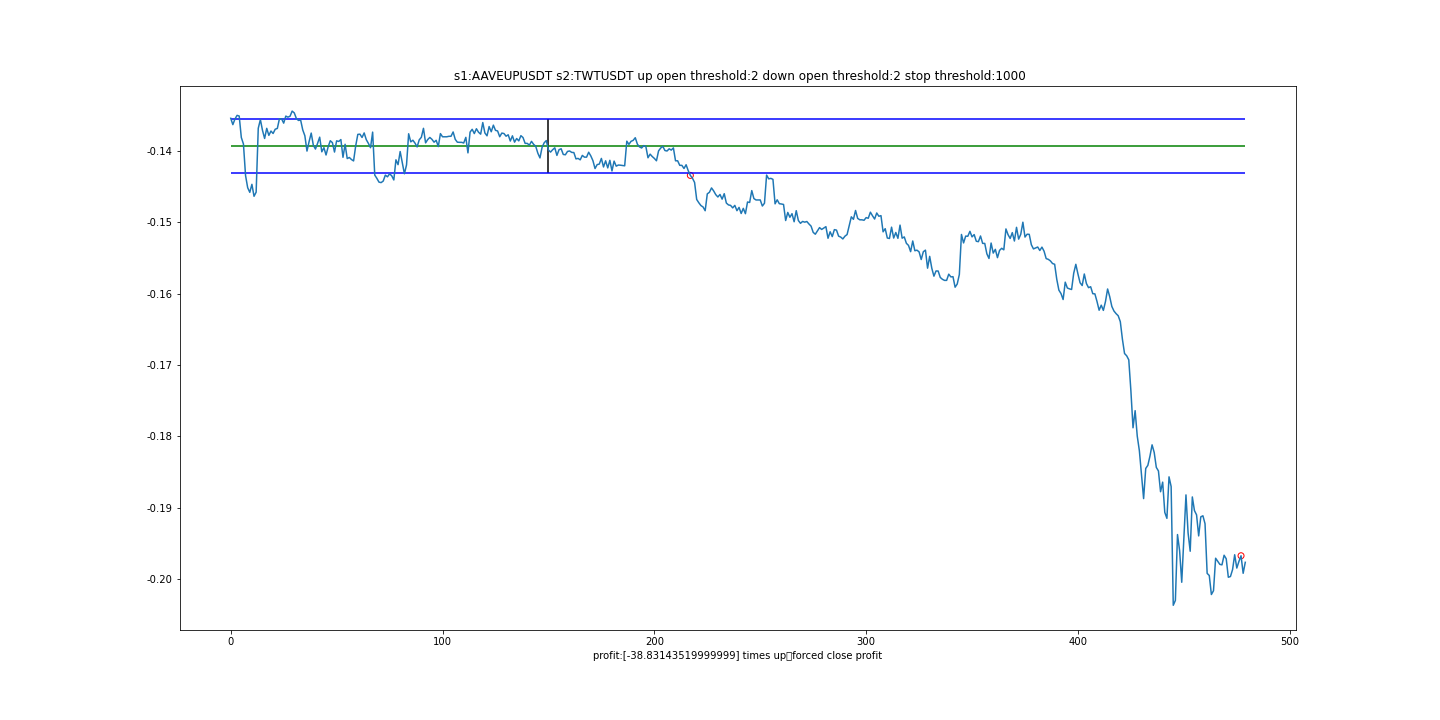 s1:AAVEUPUSDT s2:TWTUSDT up open threshold:2 down open threshold:2 stop threshold:1000
-0.14
-0.15
-0.16
-0.17
-0.18
-0.19
-0.20
0 100 200 300 400 500
profit:[-38.83143519999999] times up▯forced close profit